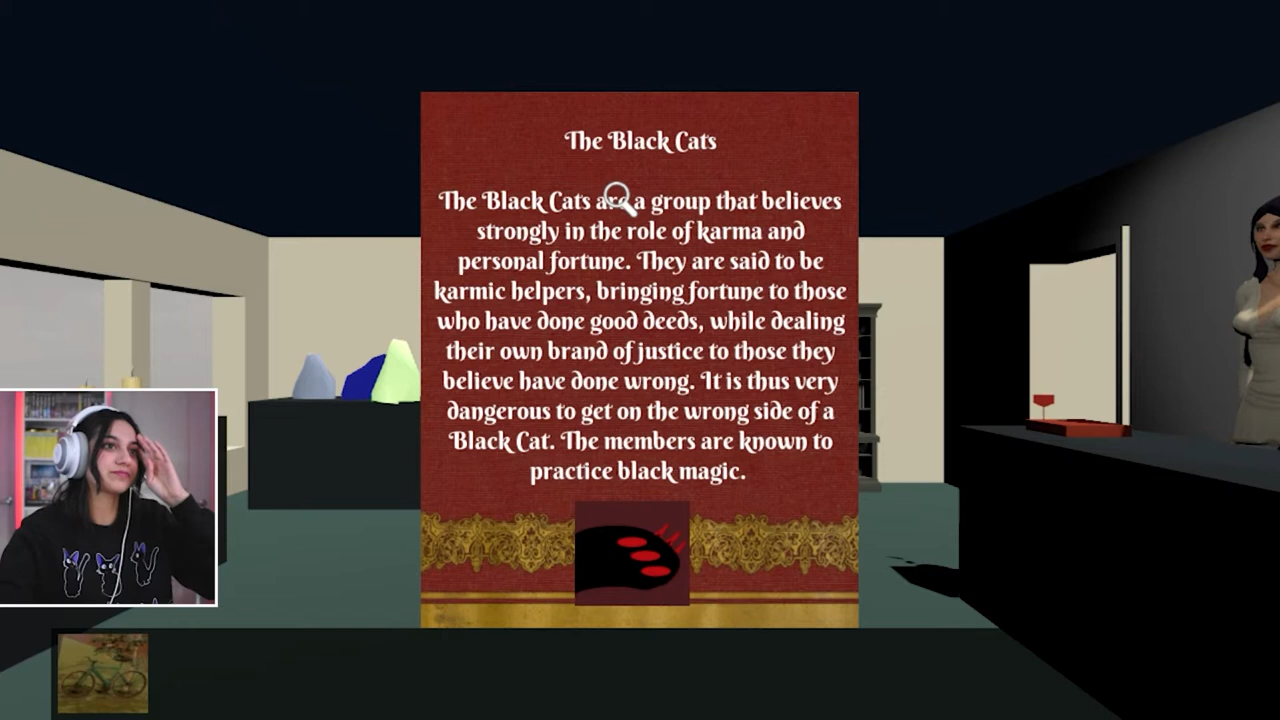 The Black Cats
The Black Cats are a group that believes
strongly in the role of karma and
personal fortune. They are said to be
karmic helpers, bringing fortune to those
who have done good deeds, while dealing
their own brand of justice to those they
believe have done wrong. It is thus very
dangerous to get on the wrong side of a
Black Cat. The members are known to
practice black magic.